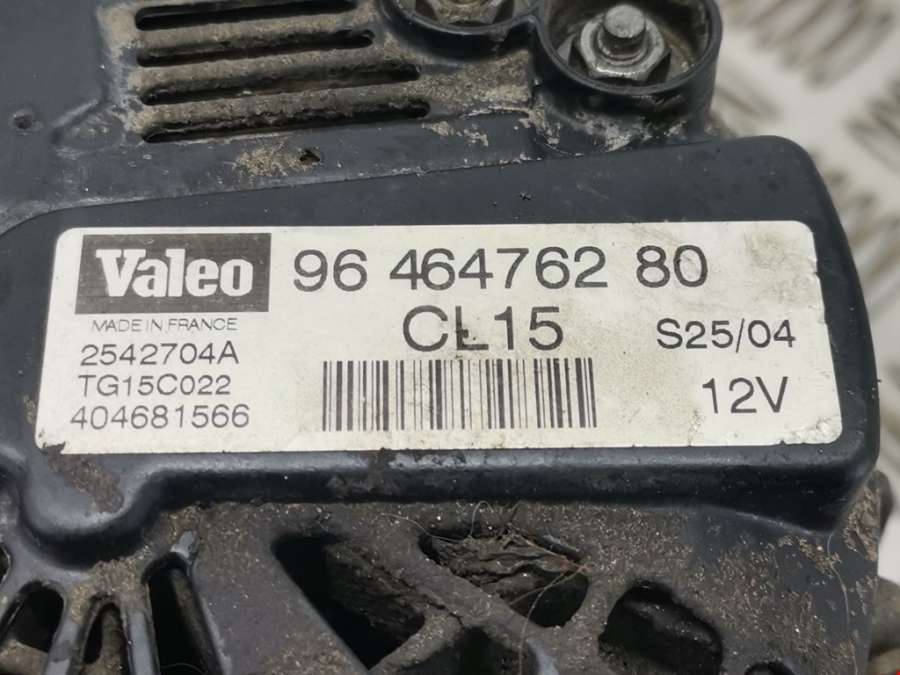 Valeo 96 464762 80
MADE IN FRANCE CL15 S25/04
2542704A
TG15C022 12V
404681566